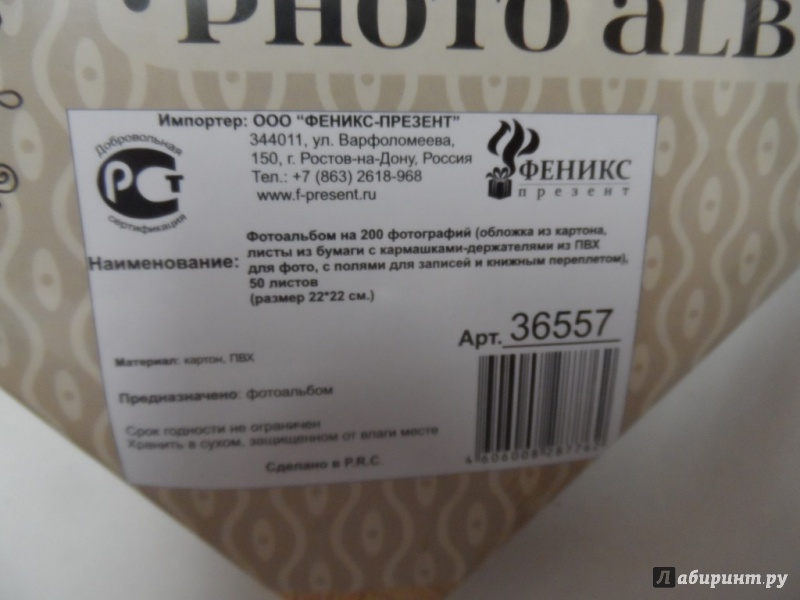 PHOTO aLB
Импортер: ООО "ФЕНИКС-ПРЕЗЕНТ"
344011, ул. Варфоломеева,
150, г. Ростов-на-Дону, Россия
Тел.: +7 (863) 2618-968
www.f-present.ru
Добровольная
РСТ
сертификация
ФЕНИКС
презент
Наименование:
Фотоальбом на 200 фотографий (обложка из картона,
листы из бумаги с кармашками-держателями из ПВХ
для фото, с полями для записей и книжным переплетом),
50 листов
(размер 22*22 см.)
Арт. 36557
Материал: картон, ПВХ
Предназначено: фотоальбом
Срок годности не ограничен
Хранить в сухом, защищенном от влаги месте
Сделано в P.R.C.
Лабиринт.ру